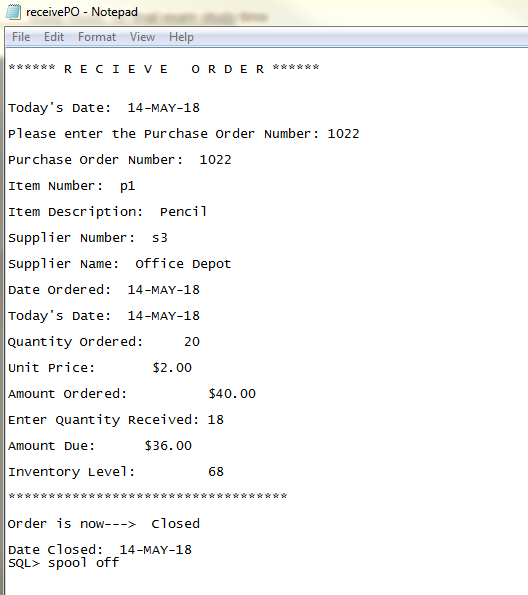 receivePO - Notepad
File Edit Format View Help
****** R E C I E V E   O R D E R ******
Today's Date:  14-MAY-18
Please enter the Purchase Order Number: 1022
Purchase Order Number:  1022
Item Number:  p1
Item Description:  Pencil
Supplier Number:  s3
Supplier Name:  Office Depot
Date Ordered:  14-MAY-18
Today's Date:  14-MAY-18
Quantity Ordered:     20
Unit Price:       $2.00
Amount Ordered:          $40.00
Enter Quantity Received: 18
Amount Due:      $36.00
Inventory Level:         68
***********************************
Order is now--->  Closed
Date Closed:  14-MAY-18
SQL> spool off